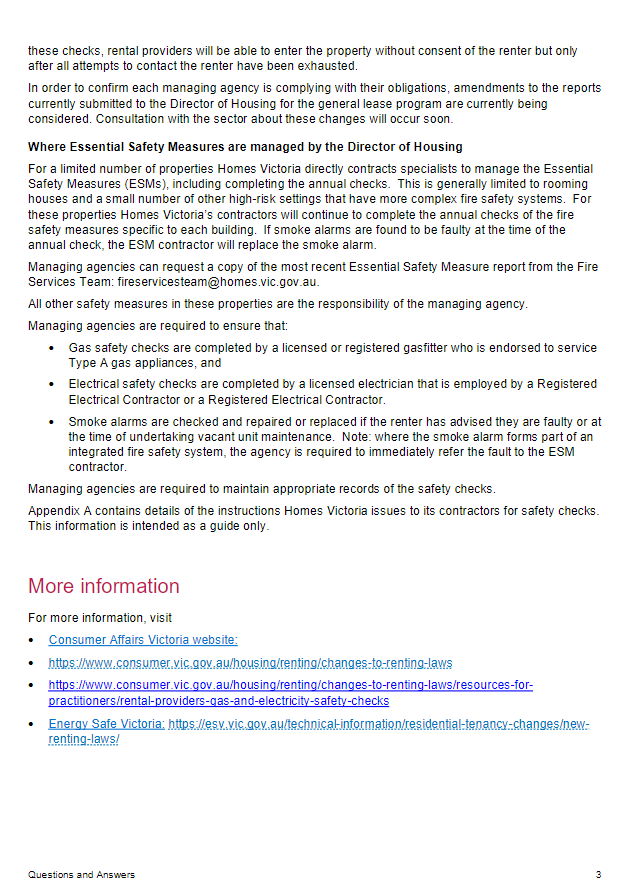 these checks, rental providers will be able to enter the property without consent of the renter but only
after all attempts to contact the renter have been exhausted.
In order to confirm each managing agency is complying with their obligations, amendments to the reports
currently submitted to the Director of Housing for the general lease program are currently being
considered. Consultation with the sector about these changes will occur soon.
Where Essential Safety Measures are managed by the Director of Housing
For a limited number of properties Homes Victoria directly contracts specialists to manage the Essential
Safety Measures (ESMs), including completing the annual checks.  This is generally limited to rooming
houses and a small number of other high-risk settings that have more complex fire safety systems.  For
these properties Homes Victoria's contractors will continue to complete the annual checks of the fire
safety measures specific to each building.  If smoke alarms are found to be faulty at the time of the
annual check, the ESM contractor will replace the smoke alarm.
Managing agencies can request a copy of the most recent Essential Safety Measure report from the Fire
Services Team: fireservicesteam@homes.vic.gov.au.
All other safety measures in these properties are the responsibility of the managing agency.
Managing agencies are required to ensure that:
• Gas safety checks are completed by a licensed or registered gasfitter who is endorsed to service
Type A gas appliances, and
• Electrical safety checks are completed by a licensed electrician that is employed by a Registered
Electrical Contractor or a Registered Electrical Contractor.
• Smoke alarms are checked and repaired or replaced if the renter has advised they are faulty or at
the time of undertaking vacant unit maintenance.  Note: where the smoke alarm forms part of an
integrated fire safety system, the agency is required to immediately refer the fault to the ESM
contractor.
Managing agencies are required to maintain appropriate records of the safety checks.
Appendix A contains details of the instructions Homes Victoria issues to its contractors for safety checks.
This information is intended as a guide only.
More information
For more information, visit
• Consumer Affairs Victoria website:
• https://www.consumer.vic.gov.au/housing/renting/changes-to-renting-laws
• https://www.consumer.vic.gov.au/housing/renting/changes-to-renting-laws/resources-for-
practitioners/rental-providers-gas-and-electricity-safety-checks
• Energy Safe Victoria: https://esv.vic.gov.au/technical-information/residential-tenancy-changes/new-
renting-laws/
Questions and Answers 3